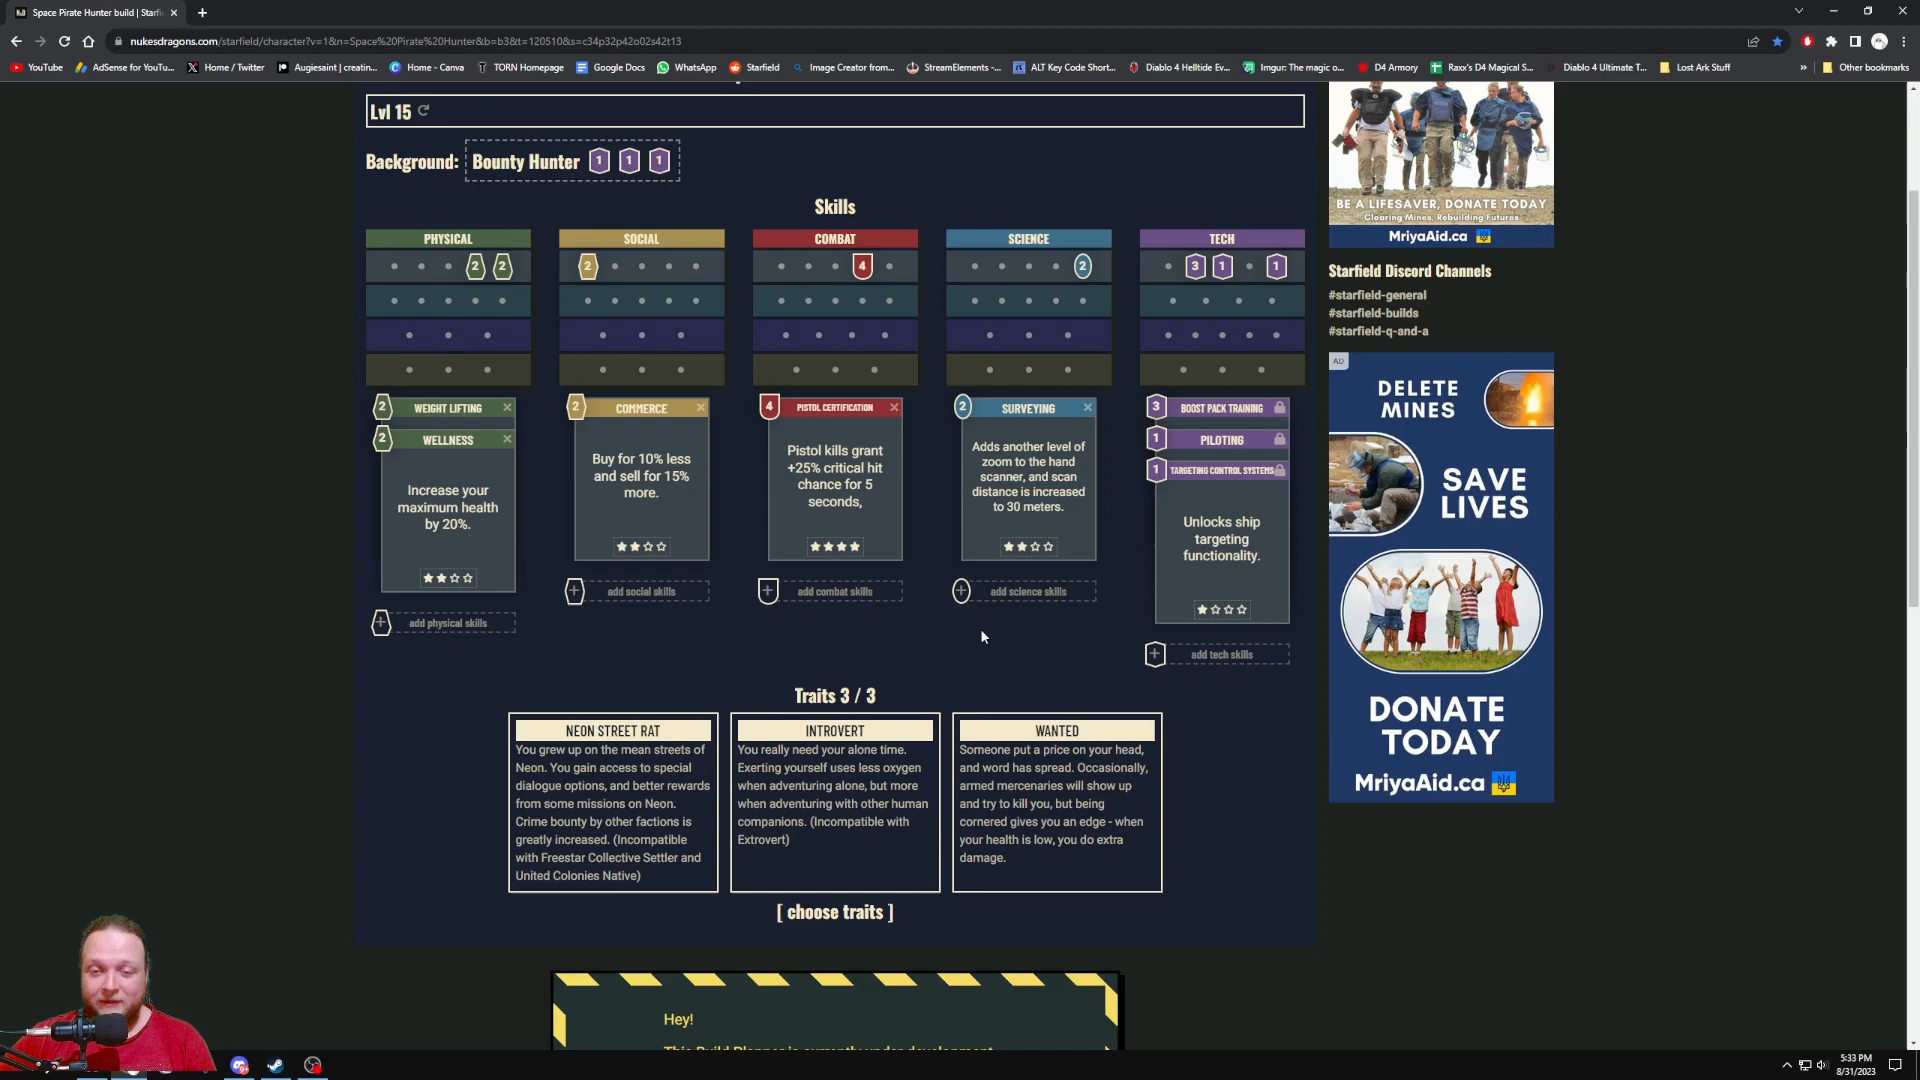 Space Pirate Hunter build | Starfi
nukesdragons.com/starfield/character?v=1&n=Space%20Pirate%20Hunter&b=b3&t=120510&s=c34p32p42o02s42t13
YouTube
AdSense for YouTu...
Home / Twitter
Augiesaint | creatin...
Home - Canva
TORN Homepage
Google Docs
WhatsApp
Starfield
Image Creator from...
StreamElements -...
ALT Key Code Short...
Diablo 4 Helltide Ev...
Imgur: The magic o...
D4 Armory
Raxx's D4 Magical S...
Diablo 4 Ultimate T...
Lost Ark Stuff
»
Other bookmarks
Lvl 15
Background: Bounty Hunter 1 1 1
Skills
PHYSICAL
SOCIAL
COMBAT
SCIENCE
TECH
2 2
2
4
2
3 1 1
2 WEIGHT LIFTING
2 WELLNESS
Increase your
maximum health
by 20%.
add physical skills
2 COMMERCE
Buy for 10% less
and sell for 15%
more.
add social skills
4 PISTOL CERTIFICATION
Pistol kills grant
+25% critical hit
chance for 5
seconds,
add combat skills
2 SURVEYING
Adds another level of
zoom to the hand
scanner, and scan
distance is increased
to 30 meters.
add science skills
3 BOOST PACK TRAINING
1 PILOTING
1 TARGETING CONTROL SYSTEMS
Unlocks ship
targeting
functionality.
add tech skills
Traits 3 / 3
NEON STREET RAT
You grew up on the mean streets of
Neon. You gain access to special
dialogue options, and better rewards
from some missions on Neon.
Crime bounty by other factions is
greatly increased. (Incompatible
with Freestar Collective Settler and
United Colonies Native)
INTROVERT
You really need your alone time.
Exerting yourself uses less oxygen
when adventuring alone, but more
when adventuring with other human
companions. (Incompatible with
Extrovert)
WANTED
Someone put a price on your head,
and word has spread. Occasionally,
armed mercenaries will show up
and try to kill you, but being
cornered gives you an edge - when
your health is low, you do extra
damage.
[ choose traits ]
Hey!
This Build Planner is currently under development
BE A LIFESAVER, DONATE TODAY
Clearing Mines, Rebuilding Futures
MriyaAid.ca
Starfield Discord Channels
#starfield-general
#starfield-builds
#starfield-q-and-a
AD
DELETE
MINES
SAVE
LIVES
DONATE
TODAY
MriyaAid.ca
5:33 PM
8/31/2023